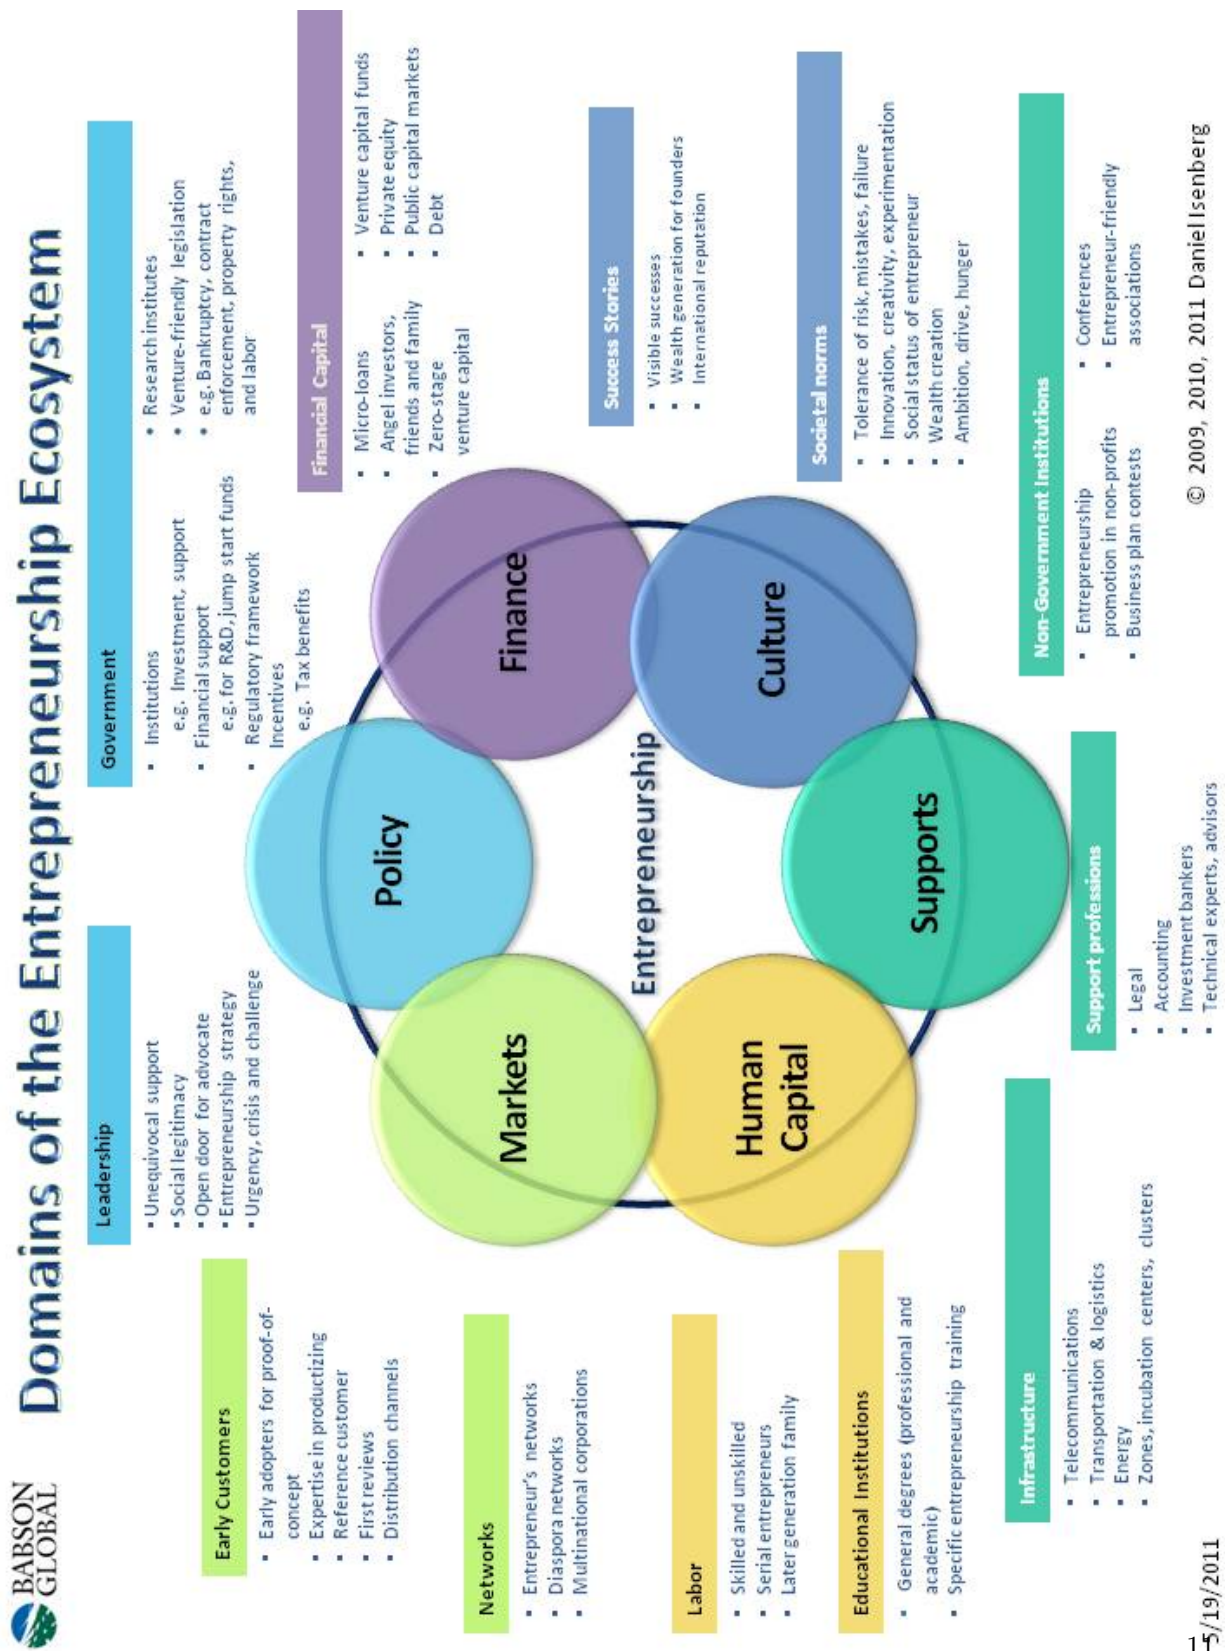 BABSON
GLOBAL
Domains of the Entrepreneurship Ecosystem
Leadership
▪ Unequivocal support
▪ Social legitimacy
▪ Open door for advocate
▪ Entrepreneurship strategy
▪ Urgency, crisis and challenge
Government
▪ Institutions
e.g. Investment, support
▪ Financial support
e.g. for R&D, jump start funds
▪ Regulatory framework
Incentives
e.g. Tax benefits
• Research institutes
• Venture-friendly legislation
• e.g. Bankruptcy, contract
enforcement, property rights,
and labor
Early Customers
▪ Early adopters for proof-of-
concept
▪ Expertise in productizing
▪ Reference customer
▪ First reviews
▪ Distribution channels
Networks
▪ Entrepreneur's networks
▪ Diaspora networks
▪ Multinational corporations
Labor
▪ Skilled and unskilled
▪ Serial entrepreneurs
▪ Later generation family
Educational Institutions
▪ General degrees (professional and
academic)
▪ Specific entrepreneurship training
Policy
Markets
Finance
Entrepreneurship
Human
Capital
Culture
Supports
Financial Capital
▪ Micro-loans
▪ Angel investors,
friends and family
▪ Zero-stage
venture capital
▪ Venture capital funds
▪ Private equity
▪ Public capital markets
▪ Debt
Success Stories
▪ Visible successes
▪ Wealth generation for founders
▪ International reputation
Societal norms
▪ Tolerance of risk, mistakes, failure
▪ Innovation, creativity, experimentation
▪ Social status of entrepreneur
▪ Wealth creation
▪ Ambition, drive, hunger
Infrastructure
▪ Telecommunications
▪ Transportation & logistics
▪ Energy
▪ Zones, incubation centers, clusters
Support professions
▪ Legal
▪ Accounting
▪ Investment bankers
▪ Technical experts, advisors
Non-Government Institutions
▪ Entrepreneurship
promotion in non-profits
▪ Business plan contests
▪ Conferences
▪ Entrepreneur-friendly
associations
© 2009, 2010, 2011 Daniel Isenberg
5/19/2011